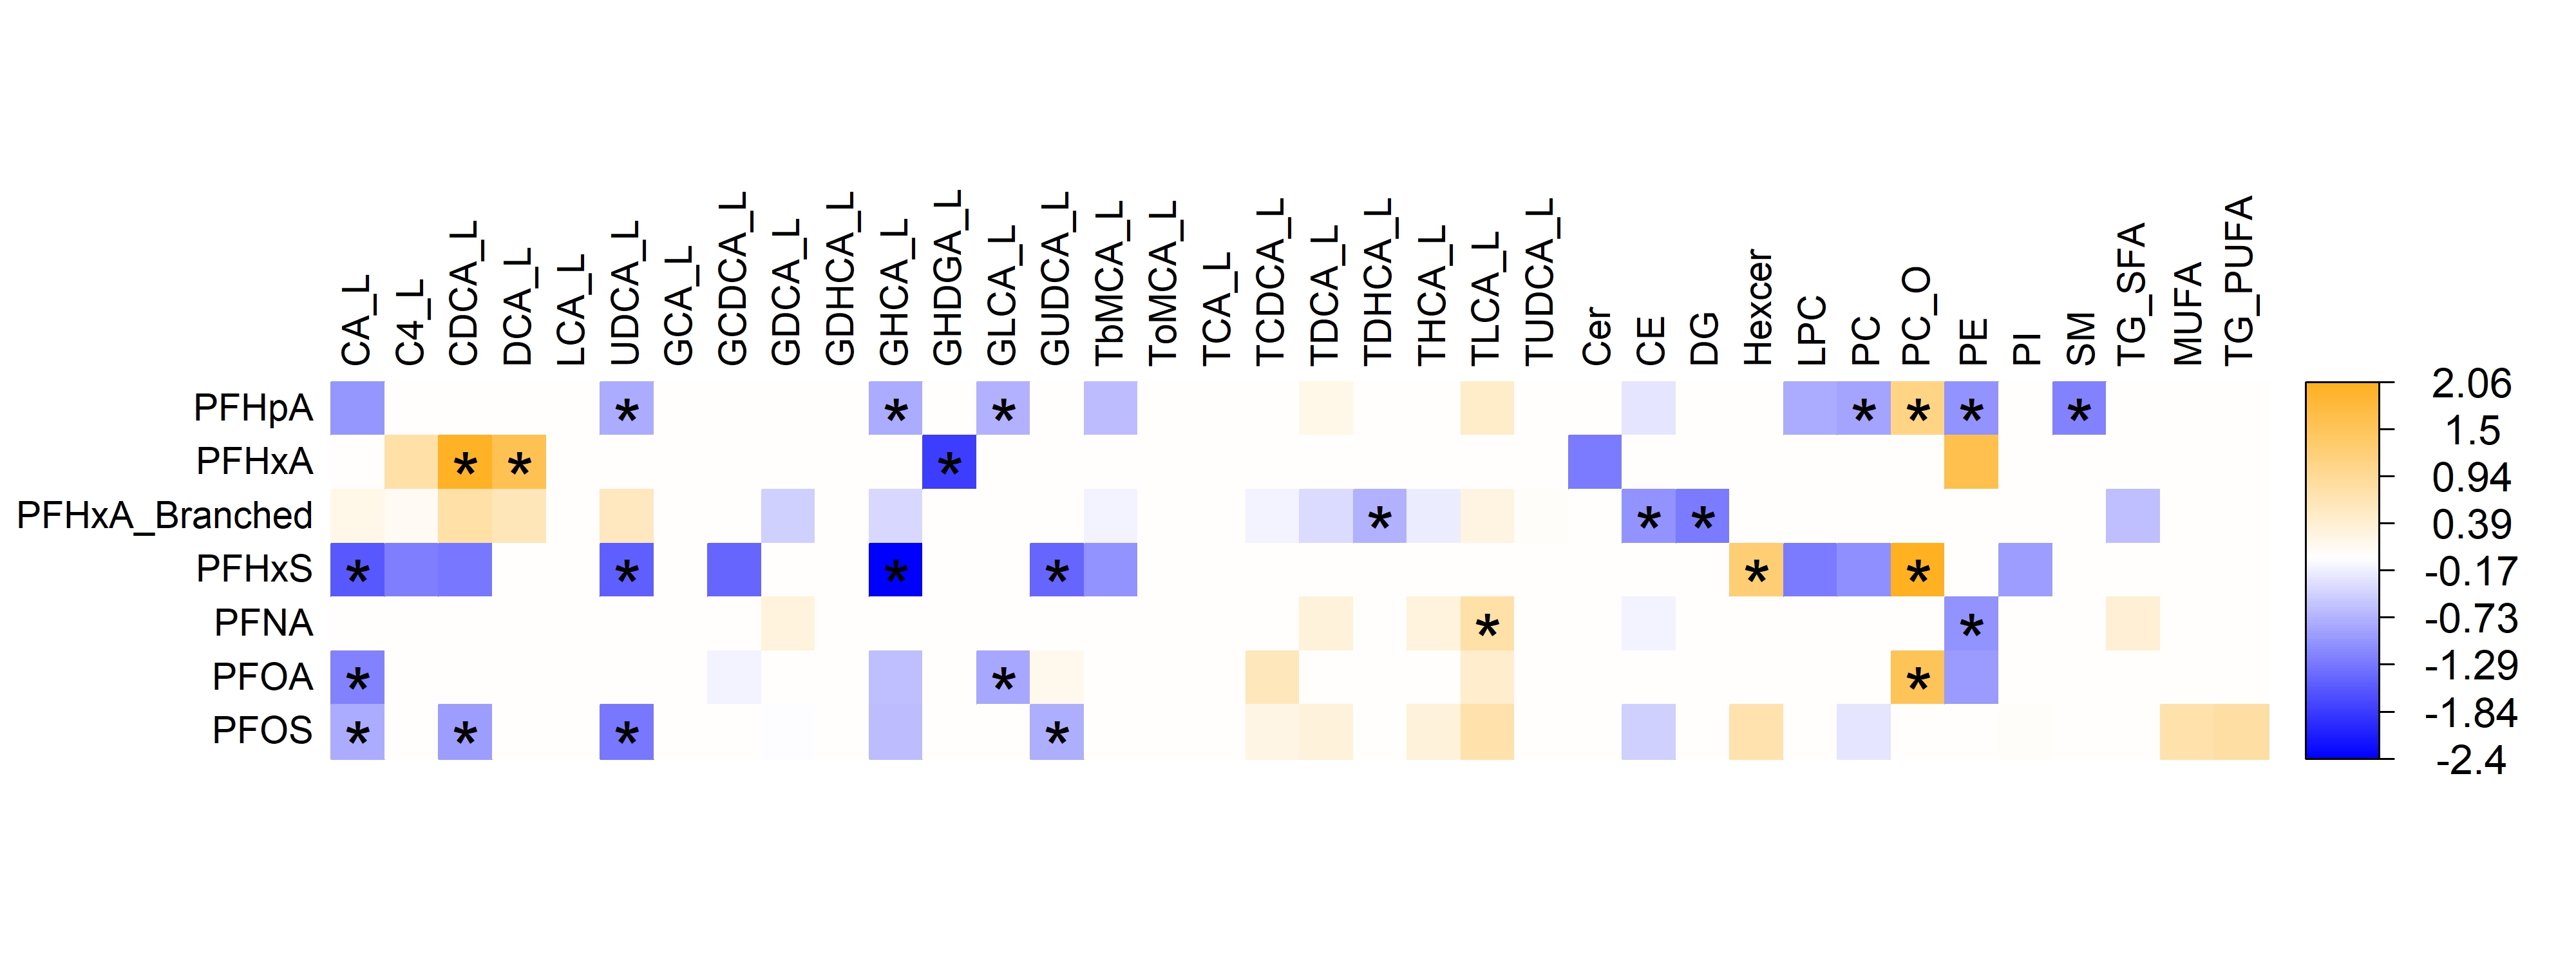 CA_L
C4_L
CDCA_L
DCA_L
LCA_L
UDCA_L
GCA_L
GCDCA_L
GDCA_L
GDHCA_L
GHCA_L
GHDGA_L
GLCA_L
GUDCA_L
TbMCA_L
ToMCA_L
TCA_L
TCDCA_L
TDCA_L
TDHCA_L
THCA_L
TLCA_L
TUDCA_L
Cer
CE
DG
Hexcer
LPC
PC
PC_O
PE
PI
SM
TG_SFA
MUFA
TG_PUFA
PFHpA * * * * * * *
PFHxA * * *
PFHxA_Branched * * *
PFHxS * * * * * *
PFNA * *
PFOA * * *
PFOS * * * *
2.06
1.5
0.94
0.39
-0.17
-0.73
-1.29
-1.84
-2.4